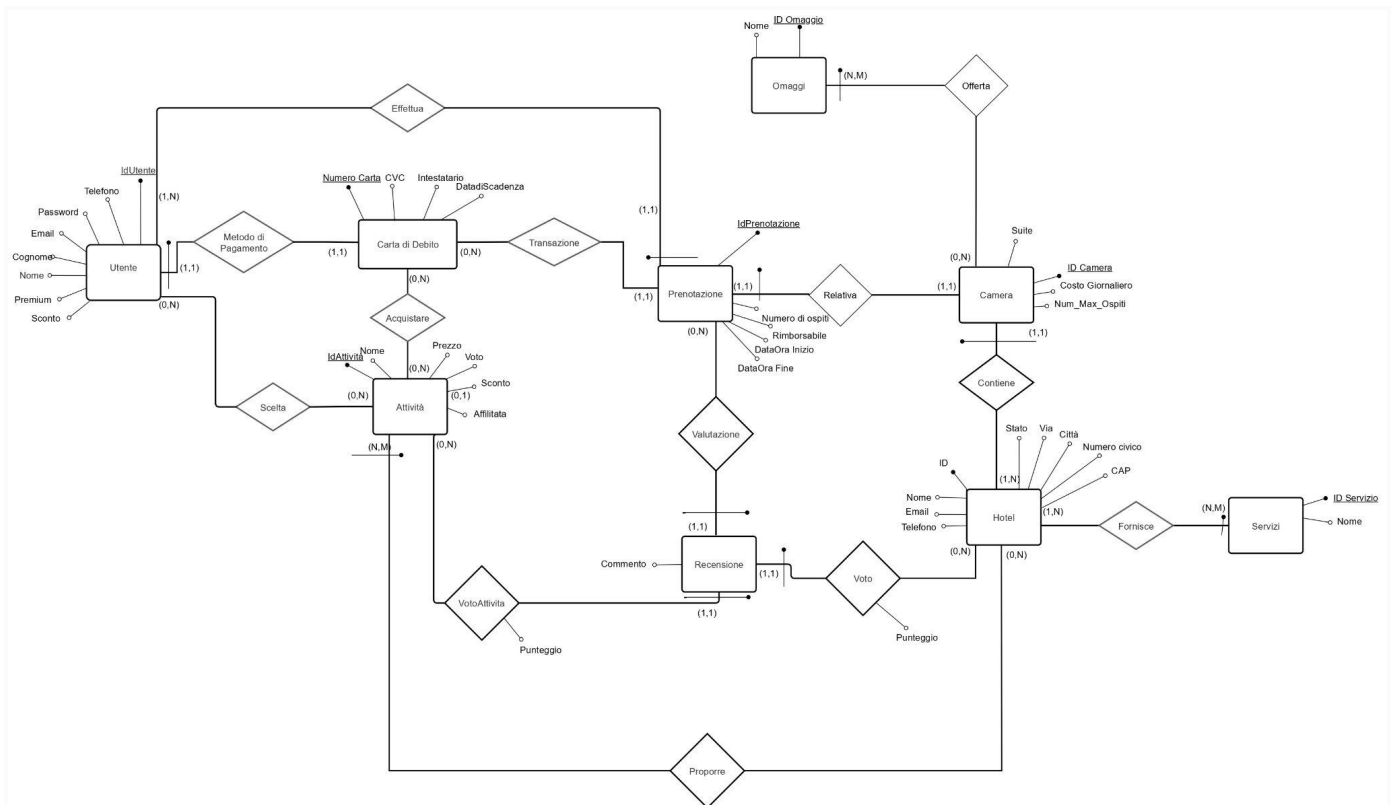 ID Omaggio
Nome
Omaggi
(N,M)
Offerta
Effettua
IdUtente
Telefono
Password
Email
Cognome
Nome
Premium
Sconto
Utente
(1,N)
(1,1)
(0,N)
Metodo di
Pagamento
Numero Carta
CVC
Intestatario
DatadiScadenza
Carta di Debito
(1,1)
(0,N)
(0,N)
Transazione
Acquistare
(1,1)
(1,1)
IdPrenotazione
Prenotazione
(1,1)
(0,N)
Numero di ospiti
Rimborsabile
DataOra Inizio
DataOra Fine
Relativa
(0,N)
(1,1)
Suite
Camera
ID Camera
Costo Giornaliero
Num_Max_Ospiti
(1,1)
Contiene
Scelta
IdAttività
Nome
(0,N)
Prezzo
Voto
Sconto
Affilitata
Attività
(0,N)
(0,1)
(N,M)
(0,N)
Valutazione
Stato
Via
Città
Numero civico
CAP
ID
Nome
Email
Telefono
Hotel
(1,N)
(1,N)
(0,N)
(0,N)
Fornisce
(N,M)
Servizi
ID Servizio
Nome
(1,1)
Commento
Recensione
(1,1)
(1,1)
Voto
Punteggio
VotoAttivita
Punteggio
Proporre